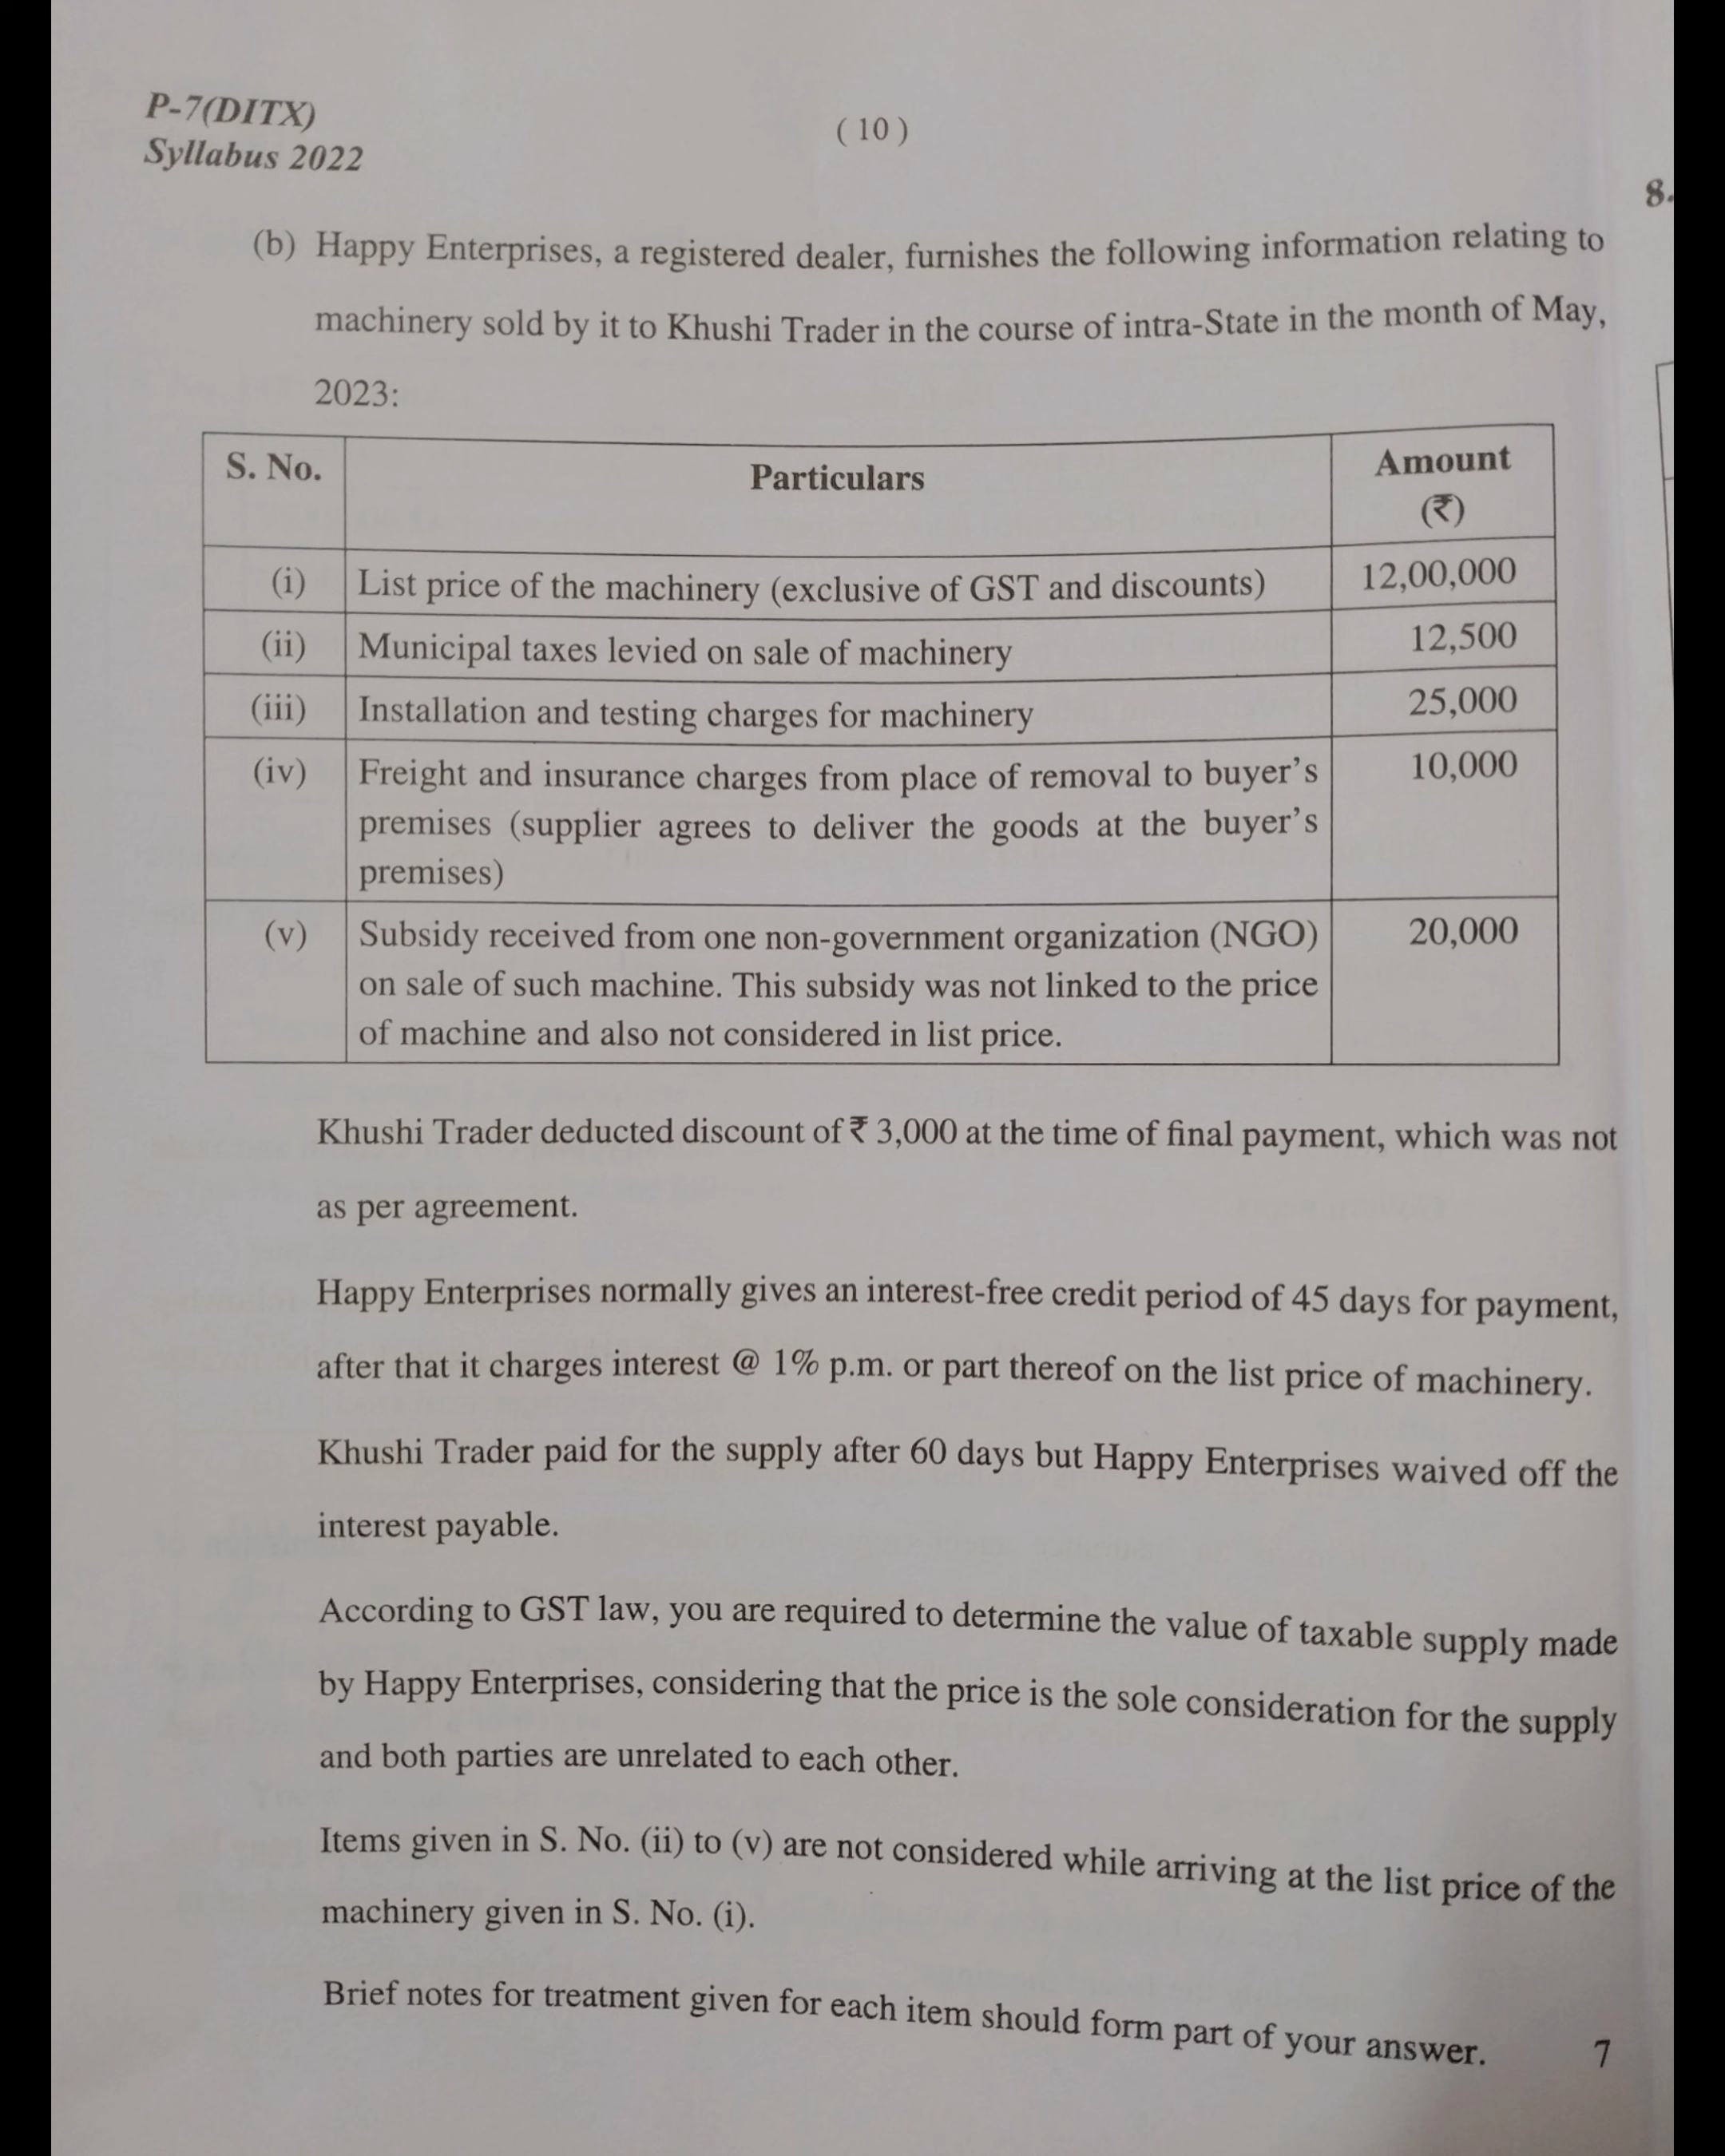 P-7(DITX)
Syllabus 2022
( 10 )
8.
(b) Happy Enterprises, a registered dealer, furnishes the following information relating to
machinery sold by it to Khushi Trader in the course of intra-State in the month of May,
2023:
S. No. Particulars Amount
(₹)
(i) List price of the machinery (exclusive of GST and discounts) 12,00,000
(ii) Municipal taxes levied on sale of machinery 12,500
(iii) Installation and testing charges for machinery 25,000
(iv) Freight and insurance charges from place of removal to buyer's 10,000
premises (supplier agrees to deliver the goods at the buyer's
premises)
(v) Subsidy received from one non-government organization (NGO) 20,000
on sale of such machine. This subsidy was not linked to the price
of machine and also not considered in list price.
Khushi Trader deducted discount of ₹ 3,000 at the time of final payment, which was not
as per agreement.
Happy Enterprises normally gives an interest-free credit period of 45 days for payment,
after that it charges interest @ 1% p.m. or part thereof on the list price of machinery.
Khushi Trader paid for the supply after 60 days but Happy Enterprises waived off the
interest payable.
According to GST law, you are required to determine the value of taxable supply made
by Happy Enterprises, considering that the price is the sole consideration for the supply
and both parties are unrelated to each other.
Items given in S. No. (ii) to (v) are not considered while arriving at the list price of the
machinery given in S. No. (i).
Brief notes for treatment given for each item should form part of your answer. 7